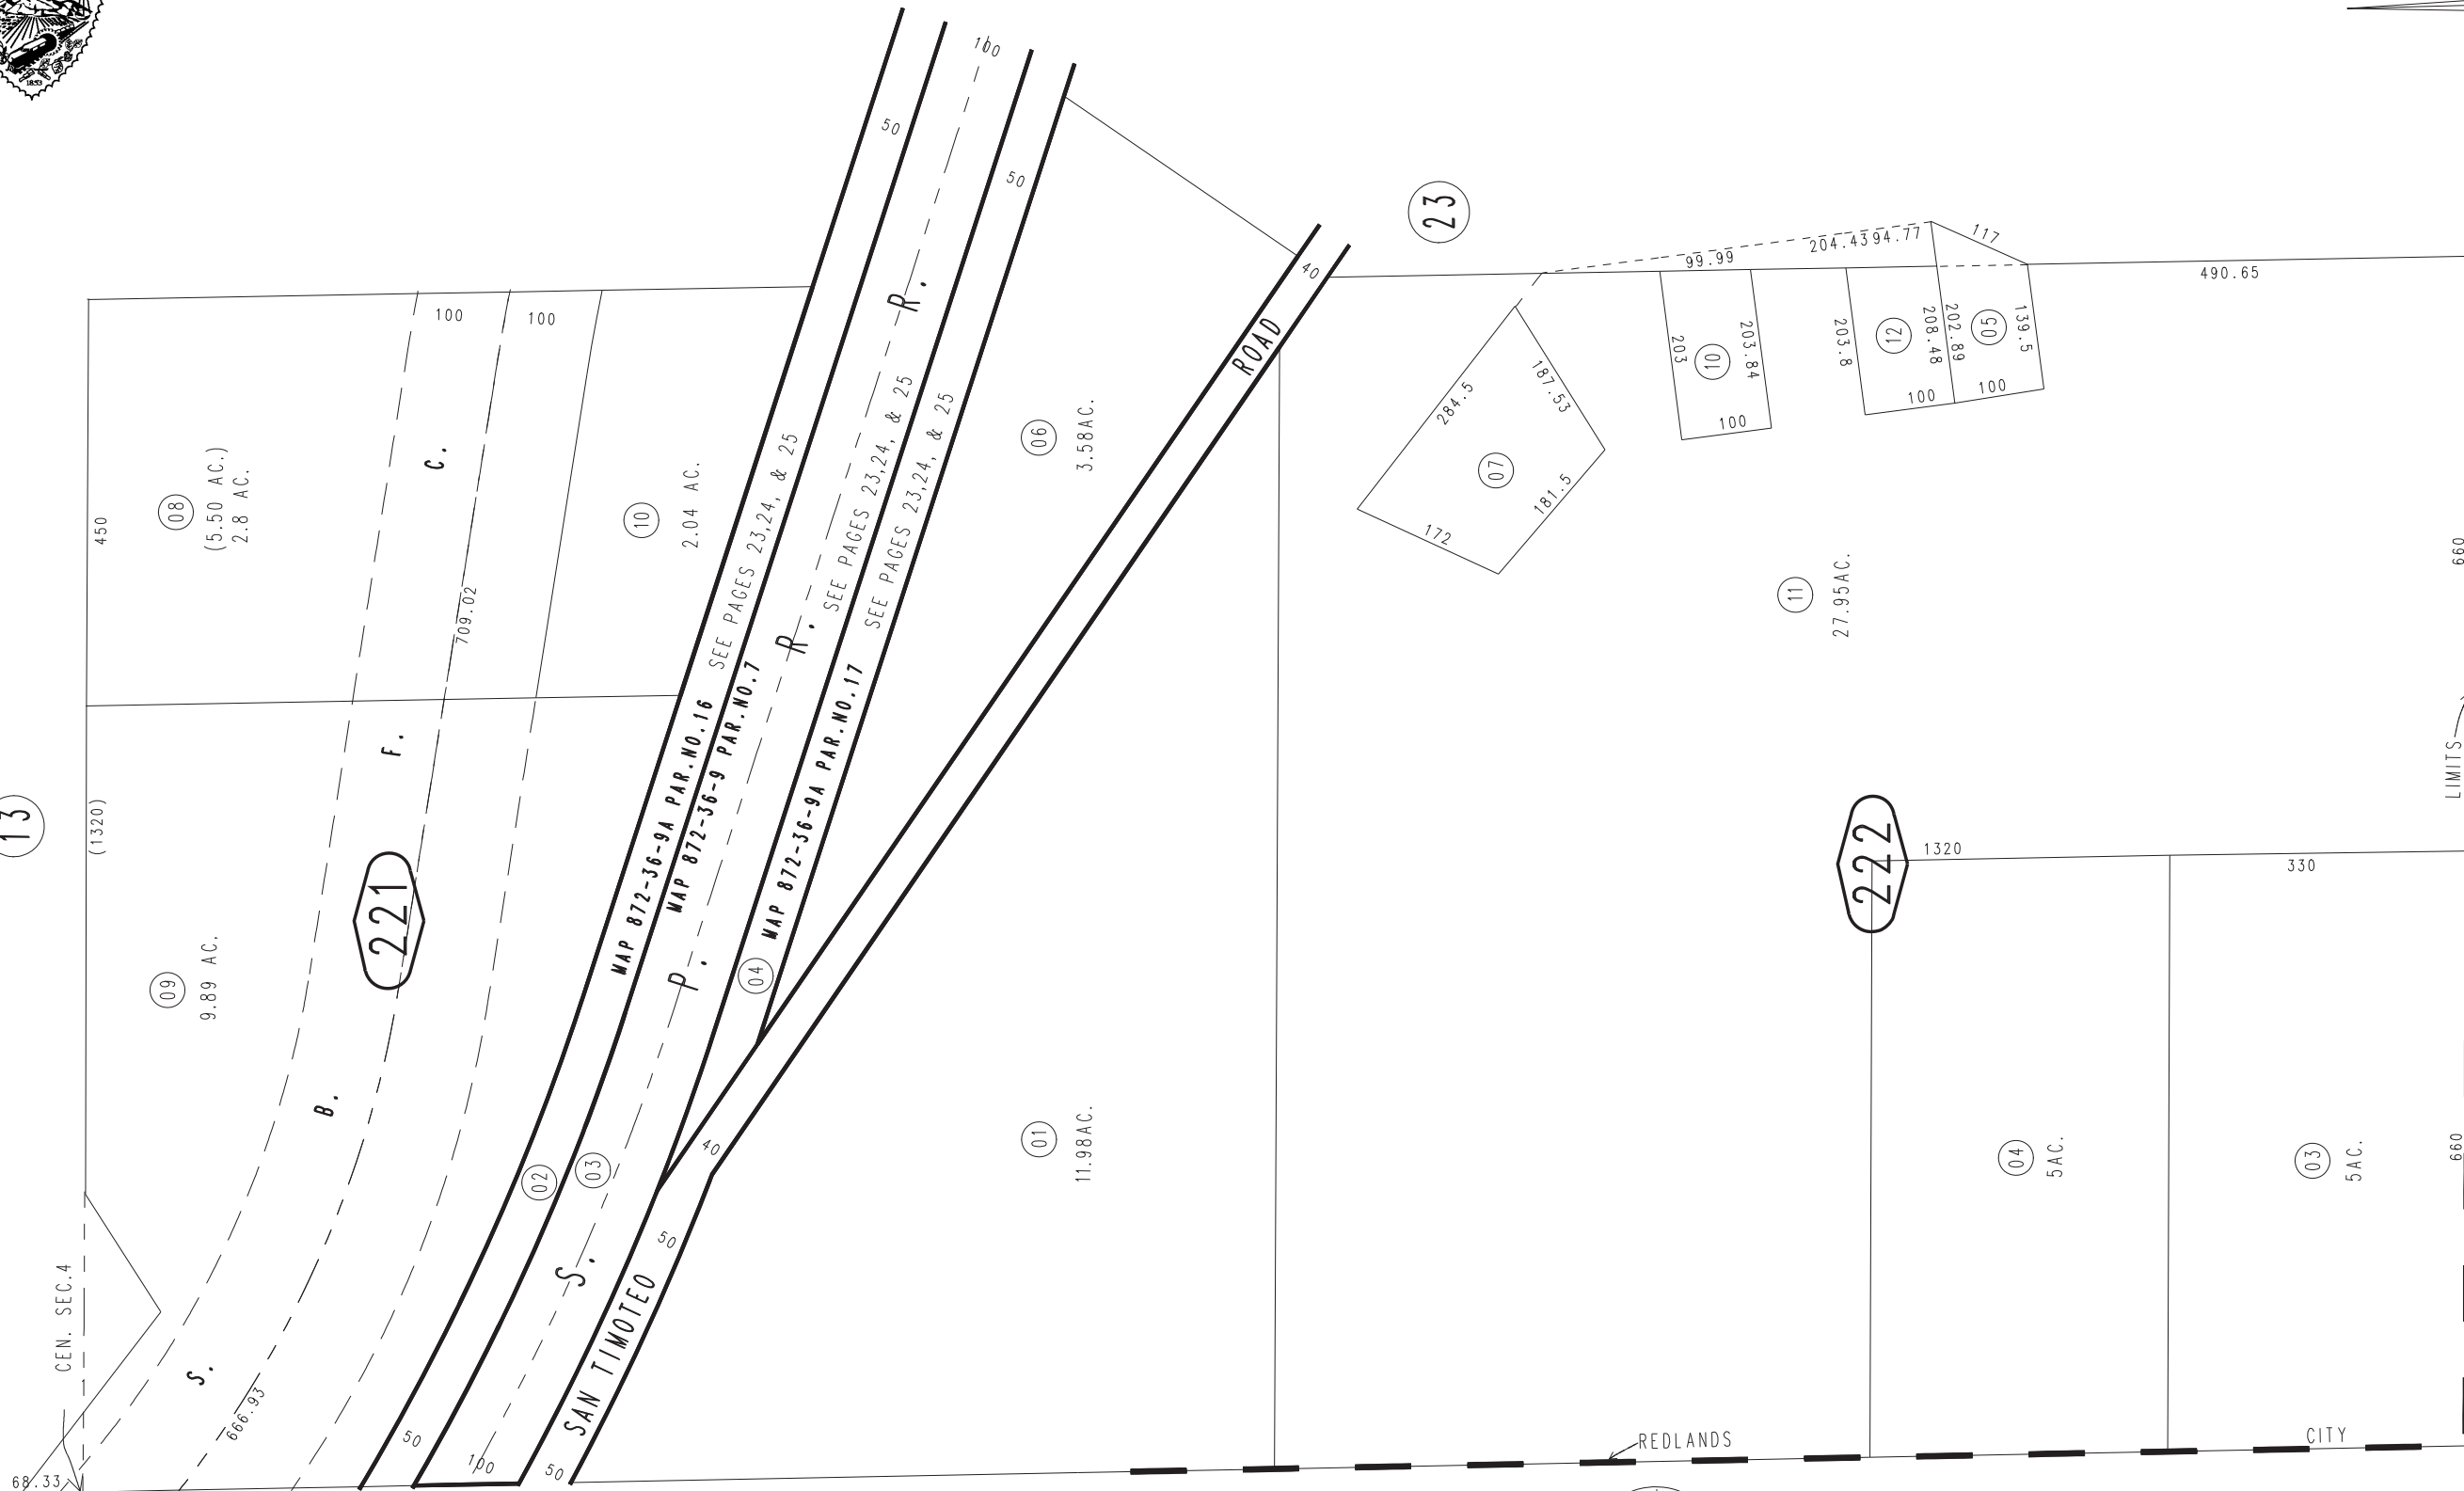 1853
100
50
50
23
40
204.43
94.77
117
99.99
490.65
100
100
R.
ROAD
203
10
203.84
203.8
12
208.48
202.89
05
139.5
187.53
284.5
100
100
100
C.
06
3.58AC.
07
181.5
172
450
08
(5.50 AC.)
2.8 AC.
10
2.04 AC.
SEE PAGES 23,24, & 25
SEE PAGES 23,24, & 25
SEE PAGES 23,24, & 25
709.02
R.
11
27.95AC.
660
F.
MAP 872-36-9A PAR.NO.16
MAP 872-36-9 PAR.NO.7
MAP 872-36-9A PAR.NO.17
LIMITS
13
(1320)
221
222
1320
330
09
9.89 AC.
P.
04
B.
02
03
40
01
11.98AC.
04
5AC.
03
5AC.
660
50
S.
CEN. SEC.4
S.
666.93
SAN TIMOTEO
50
100
50
REDLANDS
CITY
68.33